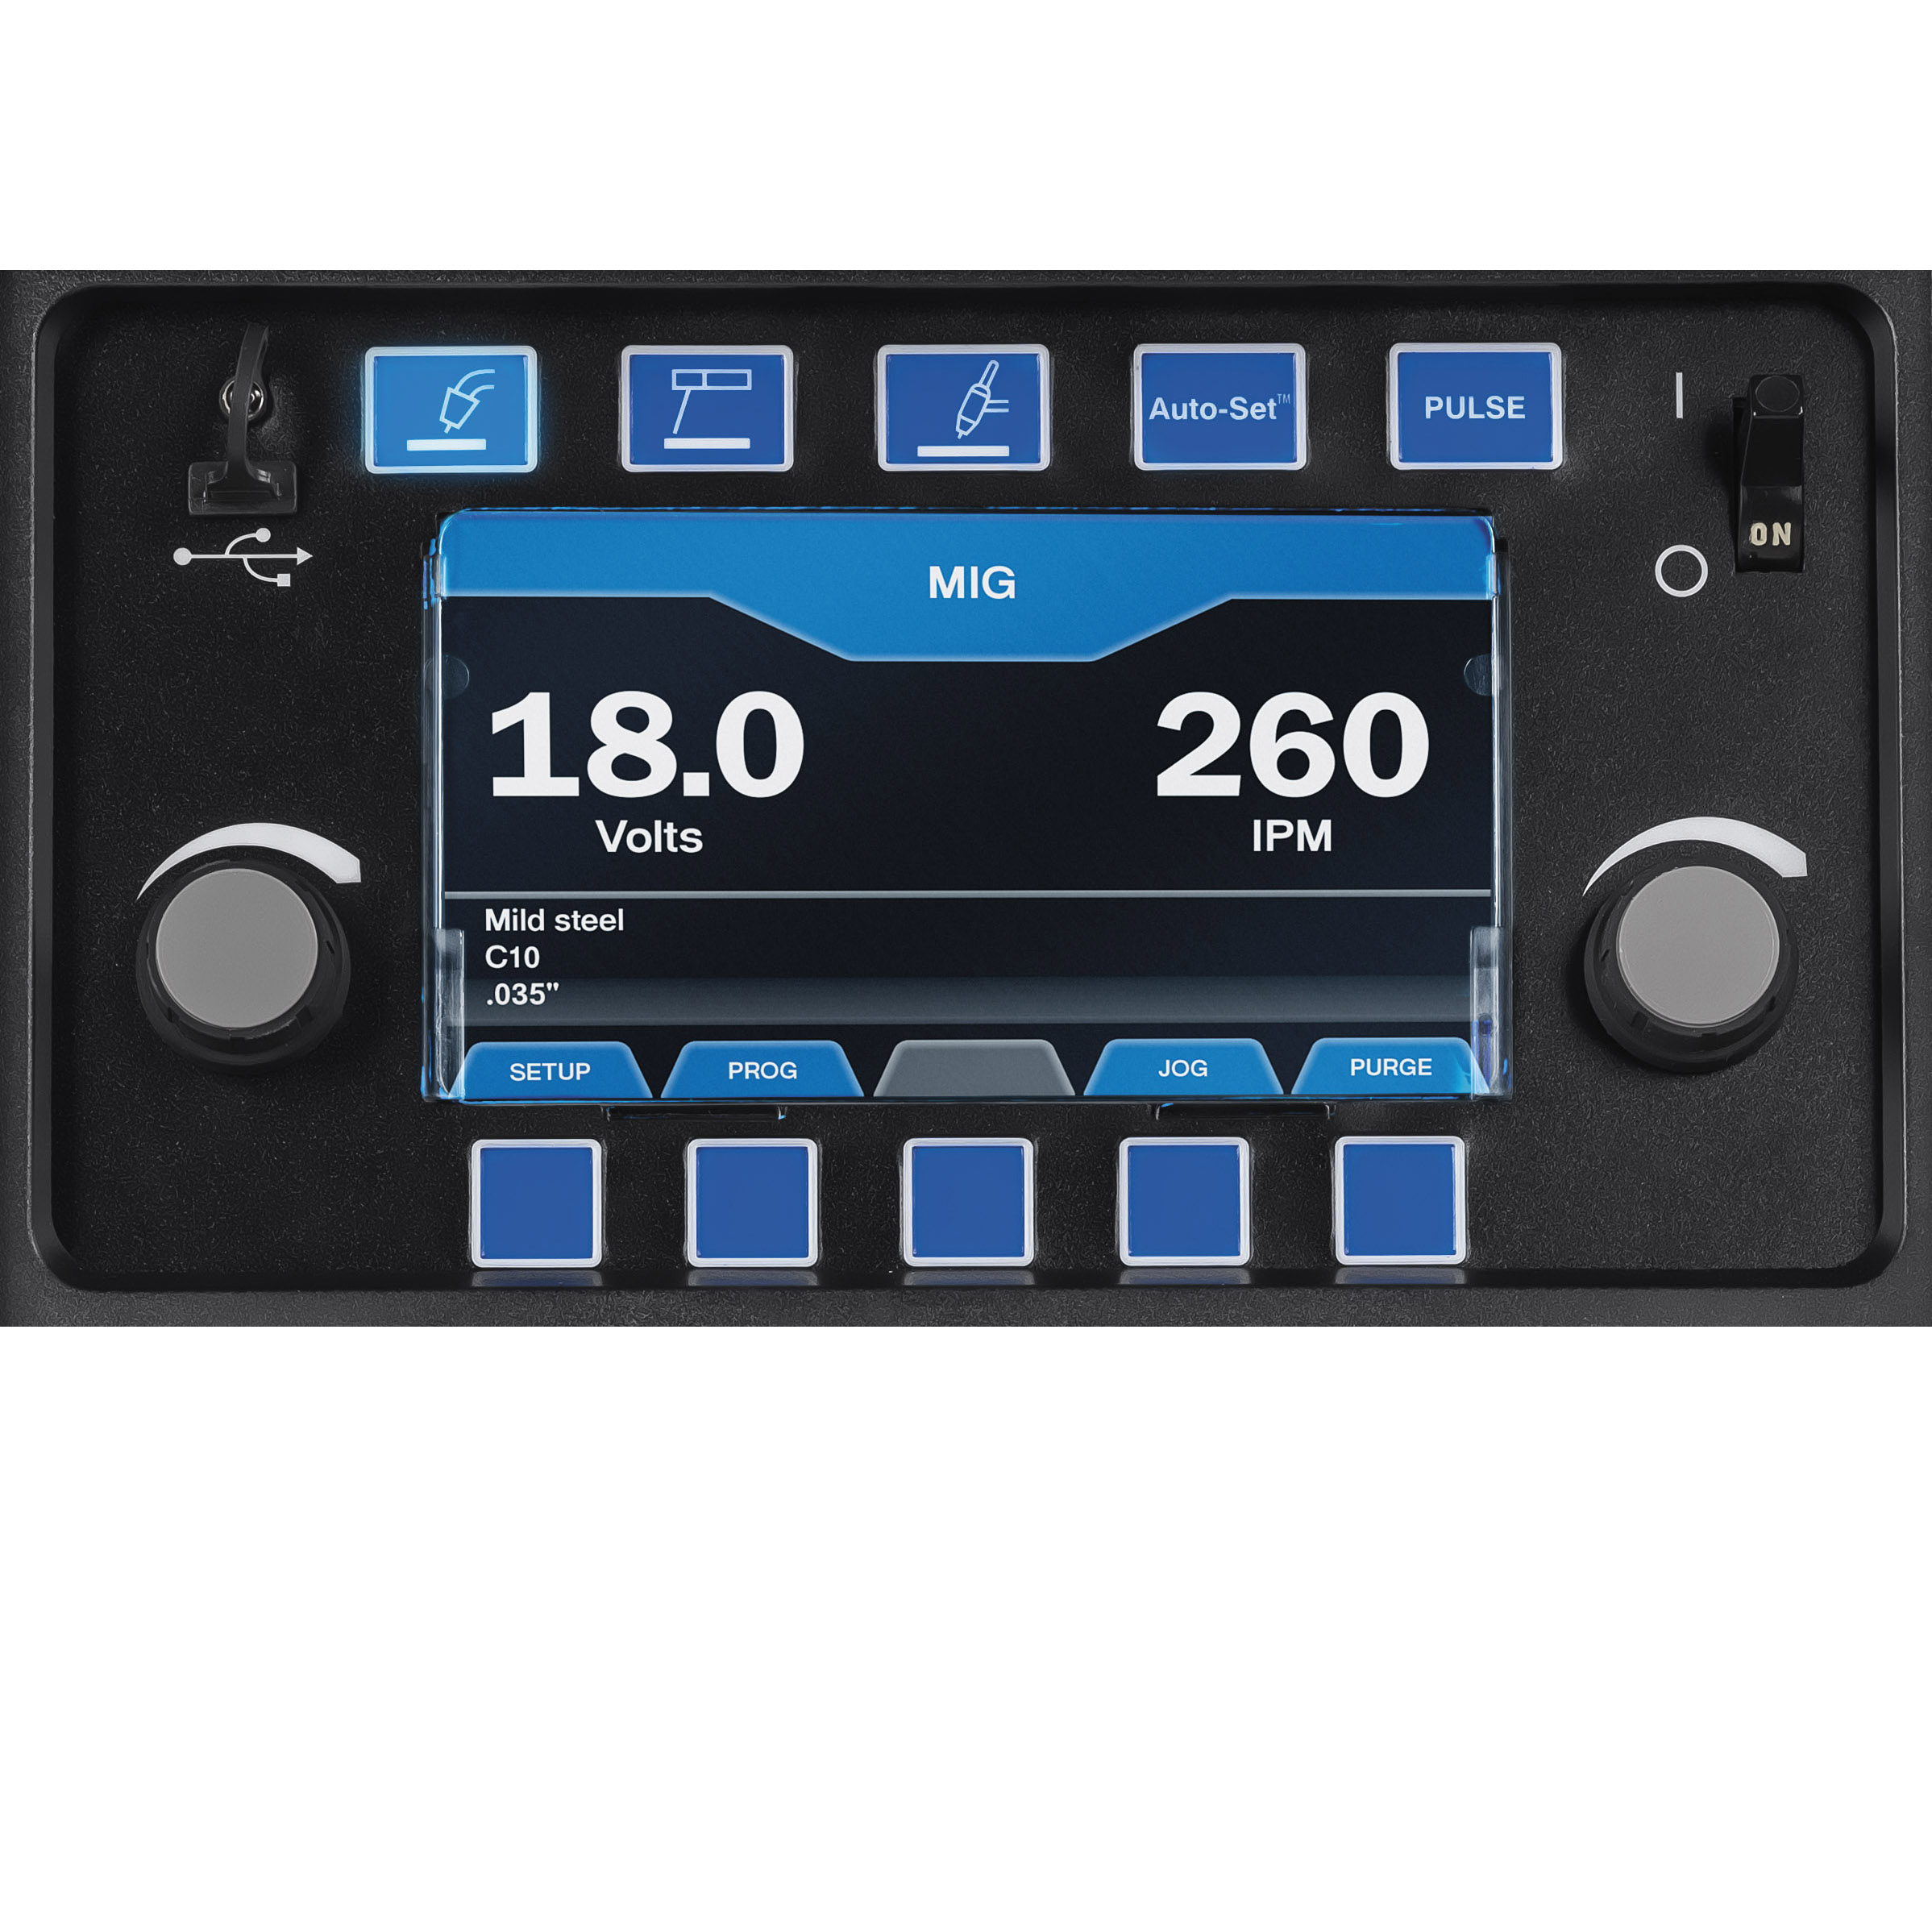 Auto-Set™
PULSE
I
ON
O
MIG
18.0
260
Volts
IPM
Mild steel
C10
.035"
SETUP
PROG
JOG
PURGE